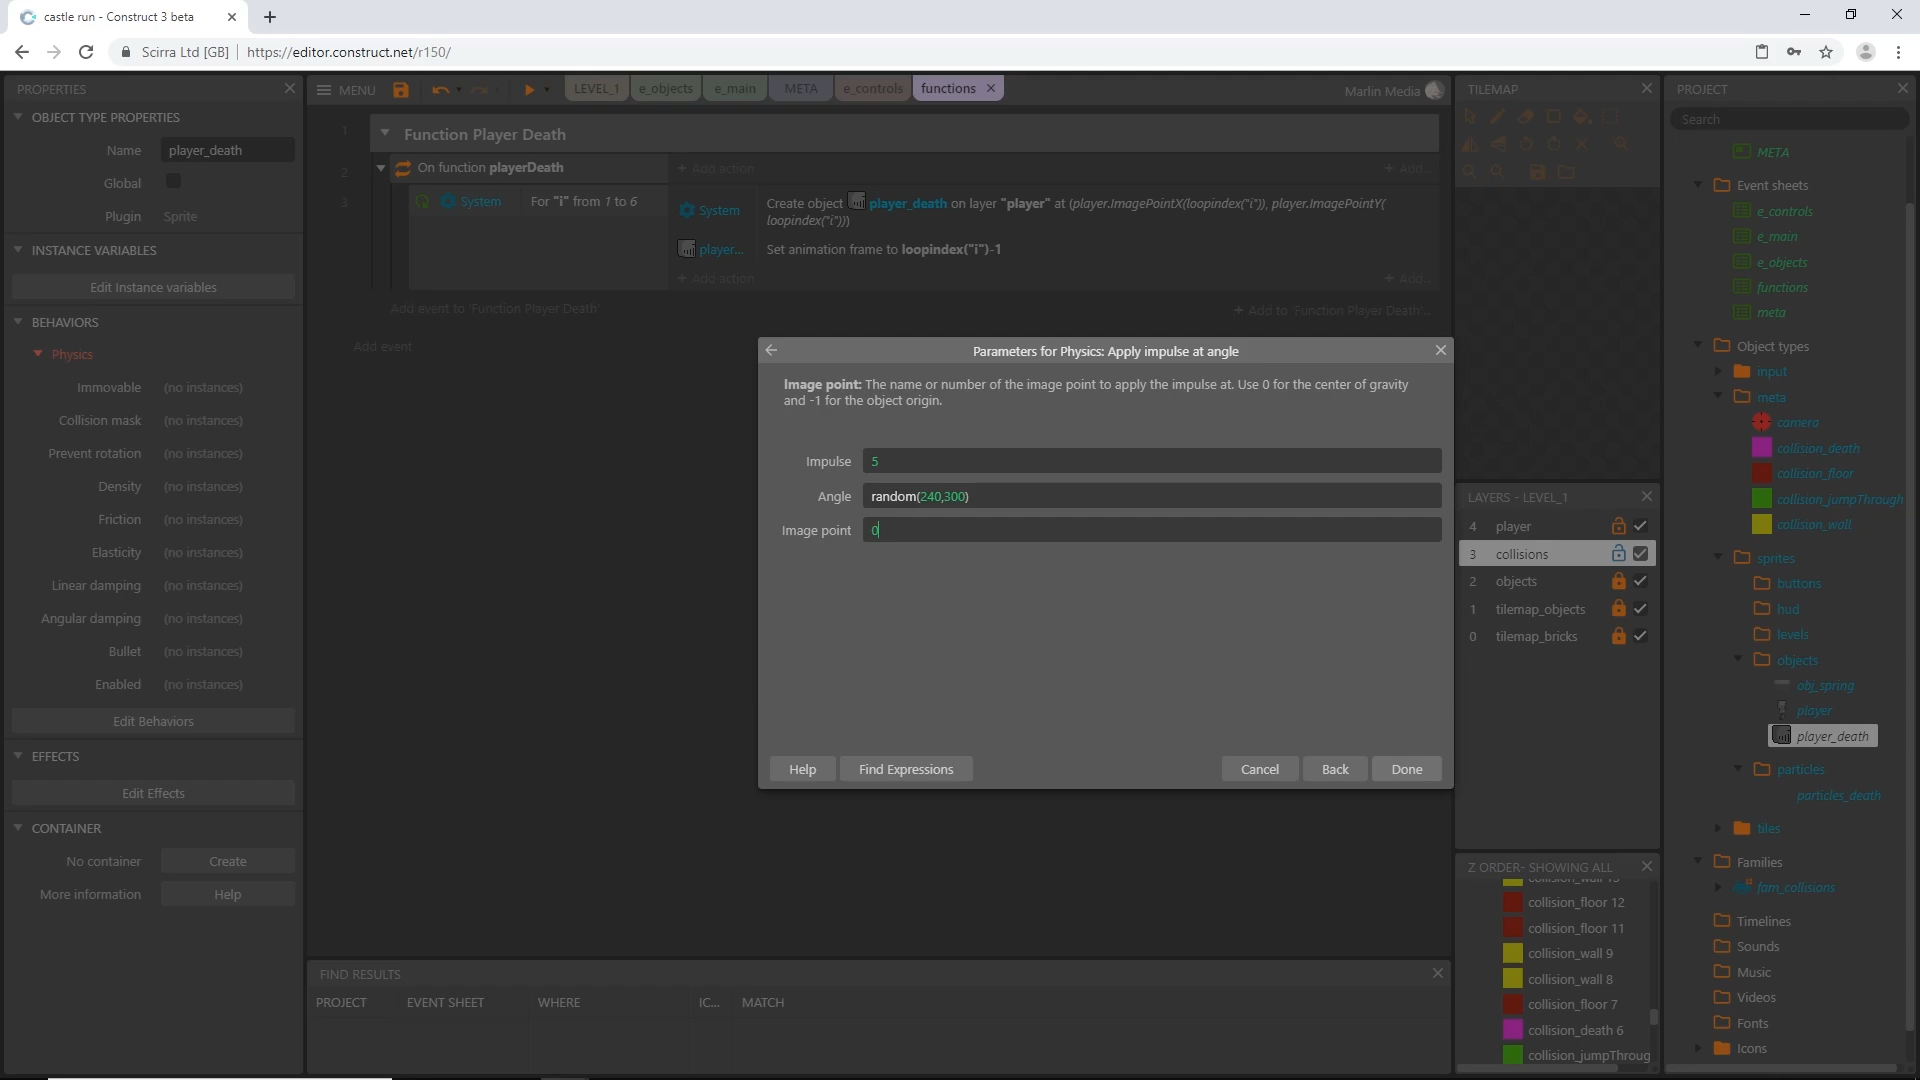 castle run - Construct 3 beta
Scirra Ltd [GB]
https://editor.construct.net/r150/
PROPERTIES
OBJECT TYPE PROPERTIES
Name player_death
Global
Plugin Sprite
INSTANCE VARIABLES
Edit Instance variables
BEHAVIORS
Physics
Immovable (no instances)
Collision mask (no instances)
Prevent rotation (no instances)
Density (no instances)
Friction (no instances)
Elasticity (no instances)
Linear damping (no instances)
Angular damping (no instances)
Bullet (no instances)
Enabled (no instances)
Edit Behaviors
EFFECTS
Edit Effects
CONTAINER
No container Create
More information Help
MENU
LEVEL_1
e_objects
e_main
META
e_controls
functions
Marlin Media
1
Function Player Death
2
On function playerDeath
+ Add action
+ Add...
3
System
For "i" from 1 to 6
System
Create object player_death on layer "player" at (player.ImagePointX(loopindex("i")), player.ImagePointY(
loopindex("i")))
player...
Set animation frame to loopindex("i")-1
+ Add action
+ Add...
Add event to 'Function Player Death'
+ Add to 'Function Player Death'...
Add event
Parameters for Physics: Apply impulse at angle
Image point: The name or number of the image point to apply the impulse at. Use 0 for the center of gravity
and -1 for the object origin.
Impulse 5
Angle random(240,300)
Image point 0
Help
Find Expressions
Cancel
Back
Done
FIND RESULTS
PROJECT
EVENT SHEET
WHERE
IC...
MATCH
TILEMAP
LAYERS - LEVEL_1
4 player
3 collisions
2 objects
1 tilemap_objects
0 tilemap_bricks
Z ORDER- SHOWING ALL
collision_wall 13
collision_floor 12
collision_floor 11
collision_wall 9
collision_wall 8
collision_floor 7
collision_death 6
collision_jumpThroug
PROJECT
Search
META
Event sheets
e_controls
e_main
e_objects
functions
meta
Object types
input
meta
camera
collision_death
collision_floor
collision_jumpThrough
collision_wall
sprites
buttons
hud
levels
objects
obj_spring
player
player_death
particles
particles_death
tiles
Families
fam_collisions
Timelines
Sounds
Music
Videos
Fonts
Icons